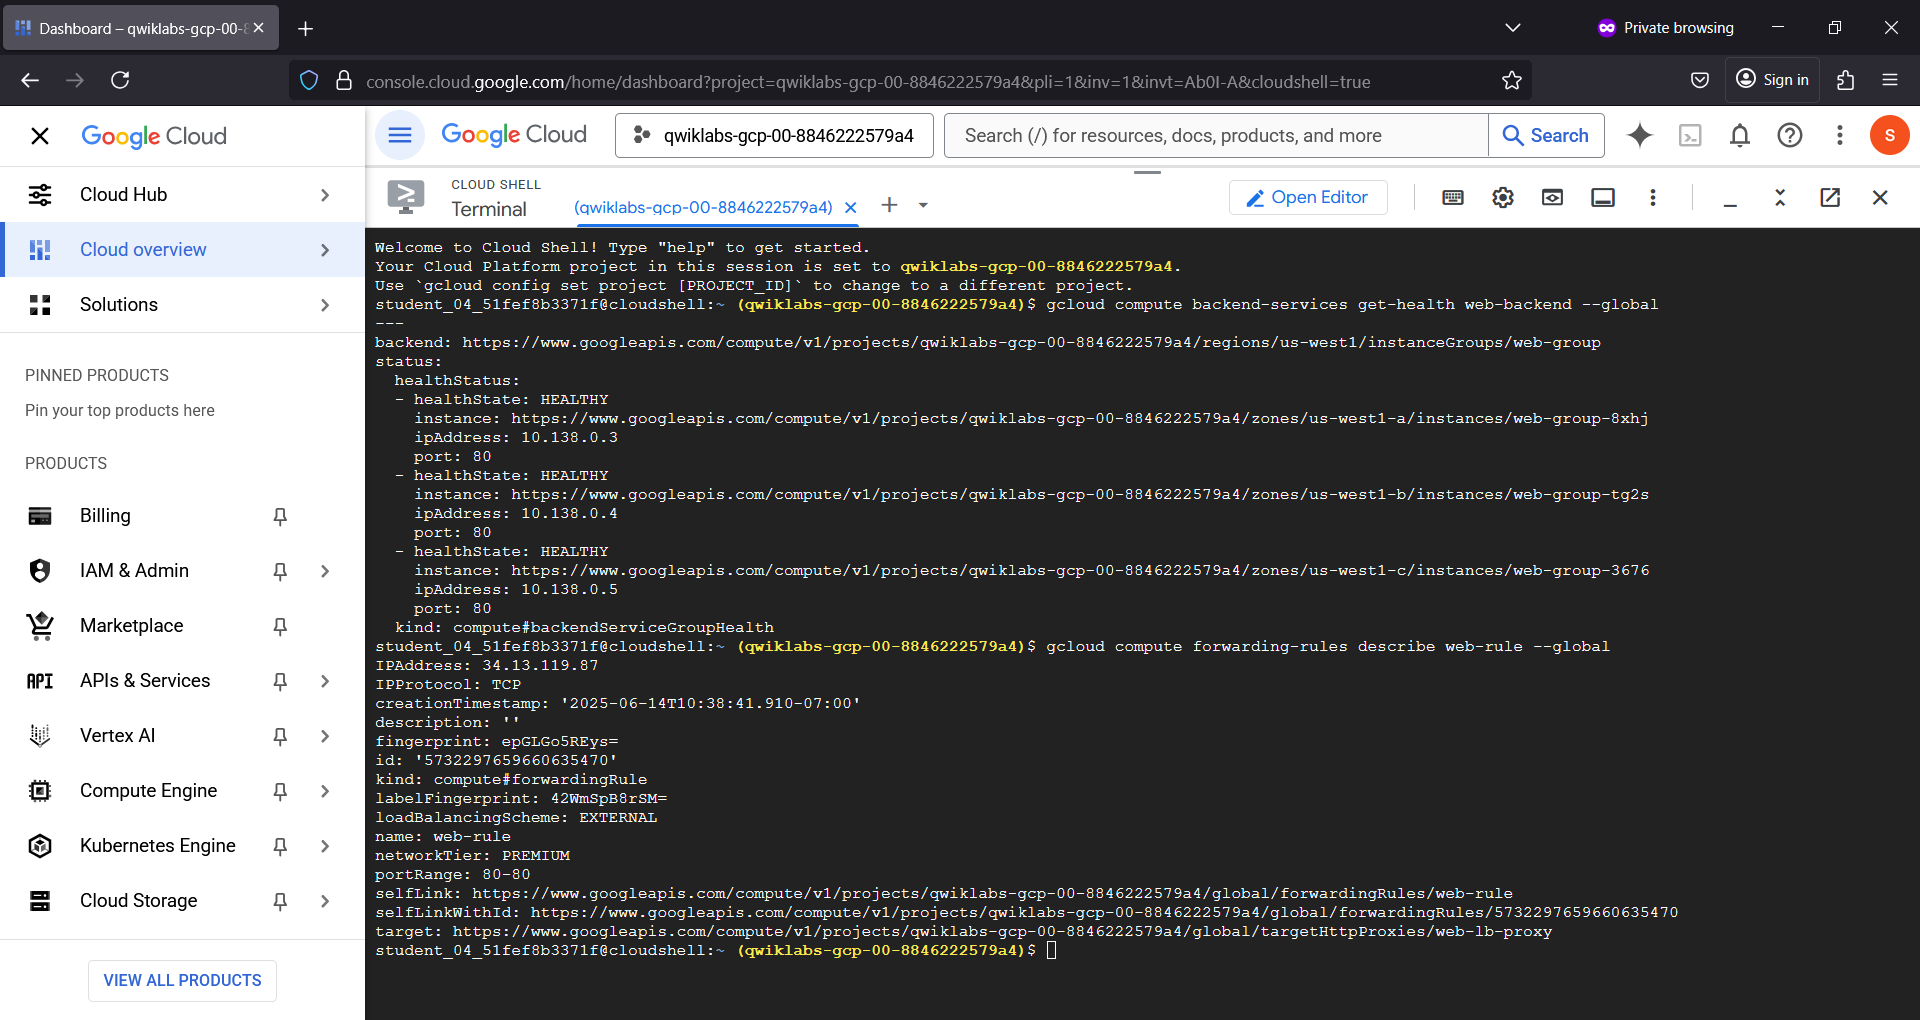 Dashboard – qwiklabs-gcp-00-8
Private browsing
console.cloud.google.com/home/dashboard?project=qwiklabs-gcp-00-8846222579a4&pli=1&inv=1&invt=Ab0I-A&cloudshell=true
Sign in
Google Cloud
Cloud Hub
Cloud overview
Solutions
PINNED PRODUCTS
Pin your top products here
PRODUCTS
Billing
IAM & Admin
Marketplace
API APIs & Services
Vertex AI
Compute Engine
Kubernetes Engine
Cloud Storage
VIEW ALL PRODUCTS
Google Cloud
qwiklabs-gcp-00-8846222579a4
Search (/) for resources, docs, products, and more
Search
S
CLOUD SHELL
Terminal
(qwiklabs-gcp-00-8846222579a4)
Open Editor
Welcome to Cloud Shell! Type "help" to get started.
Your Cloud Platform project in this session is set to qwiklabs-gcp-00-8846222579a4.
Use `gcloud config set project [PROJECT_ID]` to change to a different project.
student_04_51fef8b3371f@cloudshell:~ (qwiklabs-gcp-00-8846222579a4)$ gcloud compute backend-services get-health web-backend --global
---
backend: https://www.googleapis.com/compute/v1/projects/qwiklabs-gcp-00-8846222579a4/regions/us-west1/instanceGroups/web-group
status:
  healthStatus:
  - healthState: HEALTHY
    instance: https://www.googleapis.com/compute/v1/projects/qwiklabs-gcp-00-8846222579a4/zones/us-west1-a/instances/web-group-8xhj
    ipAddress: 10.138.0.3
    port: 80
  - healthState: HEALTHY
    instance: https://www.googleapis.com/compute/v1/projects/qwiklabs-gcp-00-8846222579a4/zones/us-west1-b/instances/web-group-tg2s
    ipAddress: 10.138.0.4
    port: 80
  - healthState: HEALTHY
    instance: https://www.googleapis.com/compute/v1/projects/qwiklabs-gcp-00-8846222579a4/zones/us-west1-c/instances/web-group-3676
    ipAddress: 10.138.0.5
    port: 80
  kind: compute#backendServiceGroupHealth
student_04_51fef8b3371f@cloudshell:~ (qwiklabs-gcp-00-8846222579a4)$ gcloud compute forwarding-rules describe web-rule --global
IPAddress: 34.13.119.87
IPProtocol: TCP
creationTimestamp: '2025-06-14T10:38:41.910-07:00'
description: ''
fingerprint: epGLGo5REys=
id: '5732297659660635470'
kind: compute#forwardingRule
labelFingerprint: 42WmSpB8rSM=
loadBalancingScheme: EXTERNAL
name: web-rule
networkTier: PREMIUM
portRange: 80-80
selfLink: https://www.googleapis.com/compute/v1/projects/qwiklabs-gcp-00-8846222579a4/global/forwardingRules/web-rule
selfLinkWithId: https://www.googleapis.com/compute/v1/projects/qwiklabs-gcp-00-8846222579a4/global/forwardingRules/5732297659660635470
target: https://www.googleapis.com/compute/v1/projects/qwiklabs-gcp-00-8846222579a4/global/targetHttpProxies/web-lb-proxy
student_04_51fef8b3371f@cloudshell:~ (qwiklabs-gcp-00-8846222579a4)$